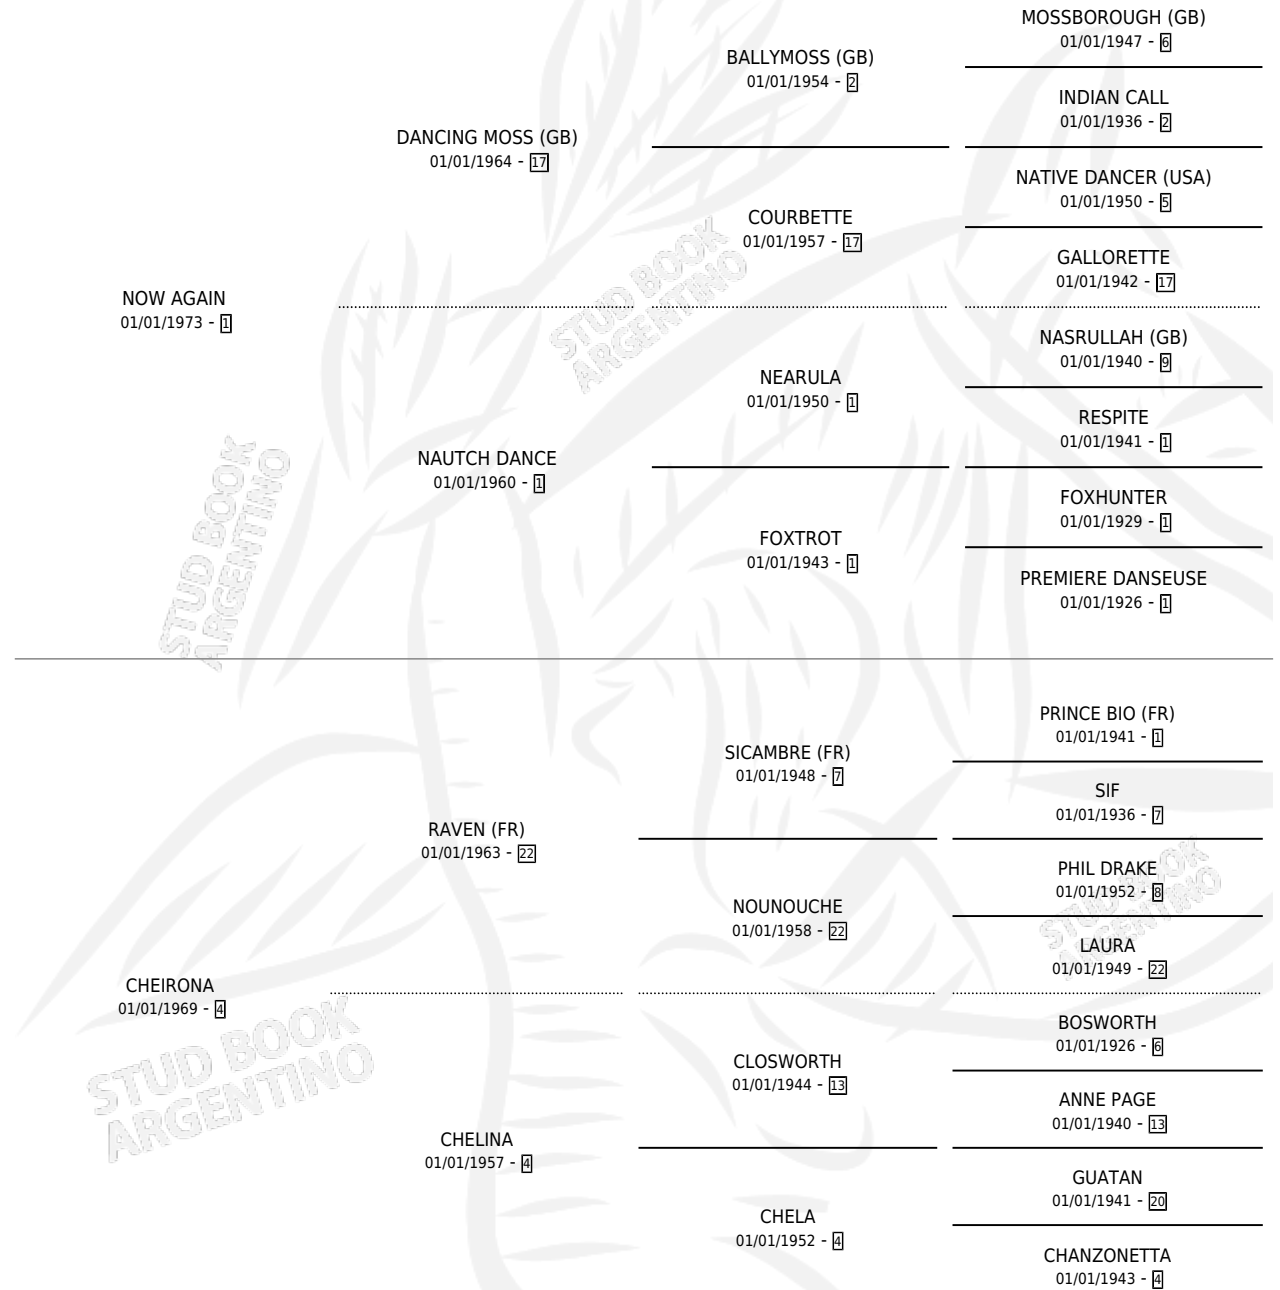 MOSSBOROUGH (GB)
01/01/1947 - 6
BALLYMOSS (GB)
01/01/1954 - 2
INDIAN CALL
01/01/1936 - 2
DANCING MOSS (GB)
01/01/1964 - 17
NATIVE DANCER (USA)
01/01/1950 - 5
COURBETTE
01/01/1957 - 17
GALLORETTE
01/01/1942 - 17
NOW AGAIN
01/01/1973 - 1
NASRULLAH (GB)
01/01/1940 - 9
NEARULA
01/01/1950 - 1
RESPITE
01/01/1941 - 1
NAUTCH DANCE
01/01/1960 - 1
FOXHUNTER
01/01/1929 - 1
FOXTROT
01/01/1943 - 1
PREMIERE DANSEUSE
01/01/1926 - 1
PRINCE BIO (FR)
01/01/1941 - 1
SICAMBRE (FR)
01/01/1948 - 7
SIF
01/01/1936 - 7
RAVEN (FR)
01/01/1963 - 22
PHIL DRAKE
01/01/1952 - 8
NOUNOUCHE
01/01/1958 - 22
LAURA
01/01/1949 - 22
CHEIRONA
01/01/1969 - 4
BOSWORTH
01/01/1926 - 6
CLOSWORTH
01/01/1944 - 13
ANNE PAGE
01/01/1940 - 13
CHELINA
01/01/1957 - 4
GUATAN
01/01/1941 - 20
CHELA
01/01/1952 - 4
CHANZONETTA
01/01/1943 - 4
STUD BOOK
ARGENTINO
STUD BOOK
ARGENTINO
STUD BOOK
ARGENTINO
STUD BOOK
ARGENTINO